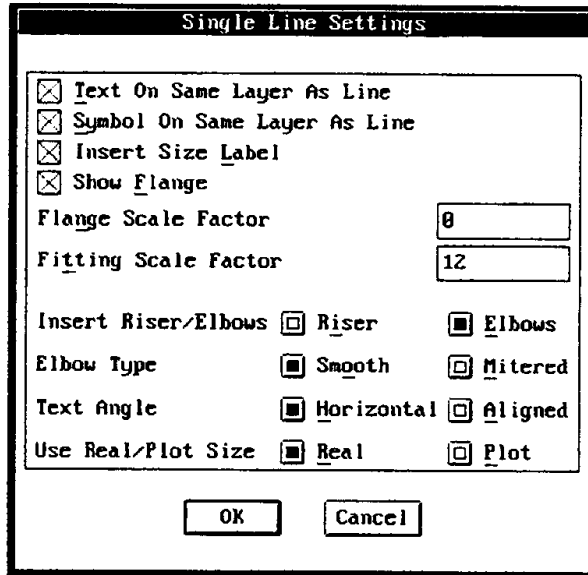 Single Line Settings
Text On Same Layer As Line
Symbol On Same Layer As Line
Insert Size Label
Show Flange
Flange Scale Factor 0
Fitting Scale Factor 12
Insert Riser/Elbows Riser Elbows
Elbow Type Smooth Mitered
Text Angle Horizontal Aligned
Use Real/Plot Size Real Plot
OK Cancel